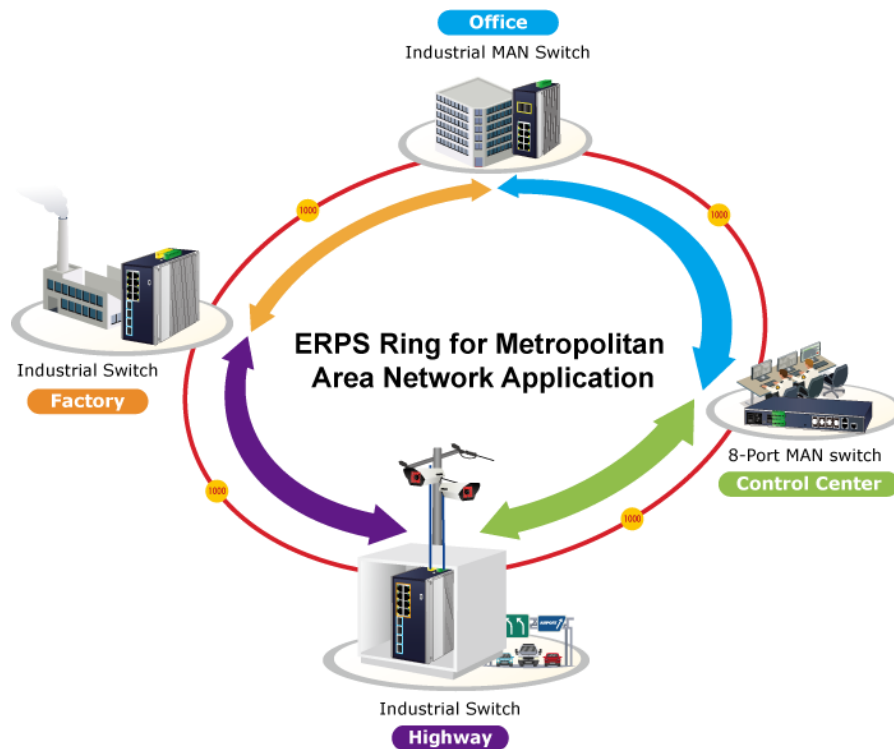 Office
Industrial MAN Switch
1000
1000
ERPS Ring for Metropolitan
Area Network Application
Industrial Switch
Factory
8-Port MAN switch
Control Center
1000
1000
Industrial Switch
Highway